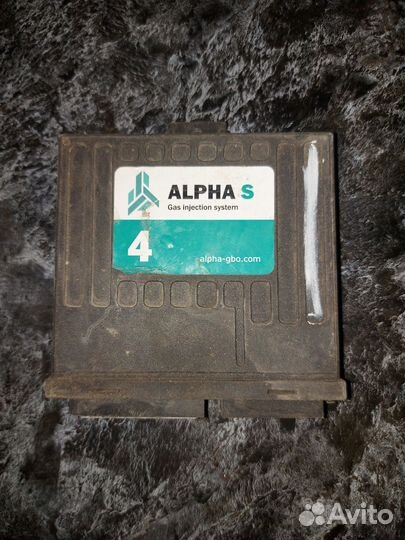 ALPHA S
Gas injection system
4
alpha-gbo.com
Avito